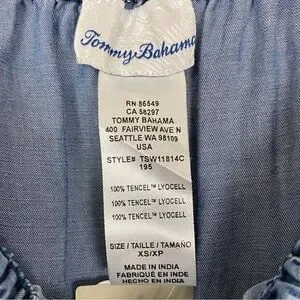 Tommy Bahama
RN 86549
CA 58297
TOMMY BAHAMA
400 FAIRVIEW AVE N
SEATTLE WA 98109
USA
STYLE# TSW11814C
195
100% TENCEL™ LYOCELL
100% TENCEL™ LYOCELL
100% TENCEL™ LYOCELL
SIZE / TAILLE / TAMAÑO
XS/XP
MADE IN INDIA
FABRIQUÉ EN INDE
HECHO EN INDIA